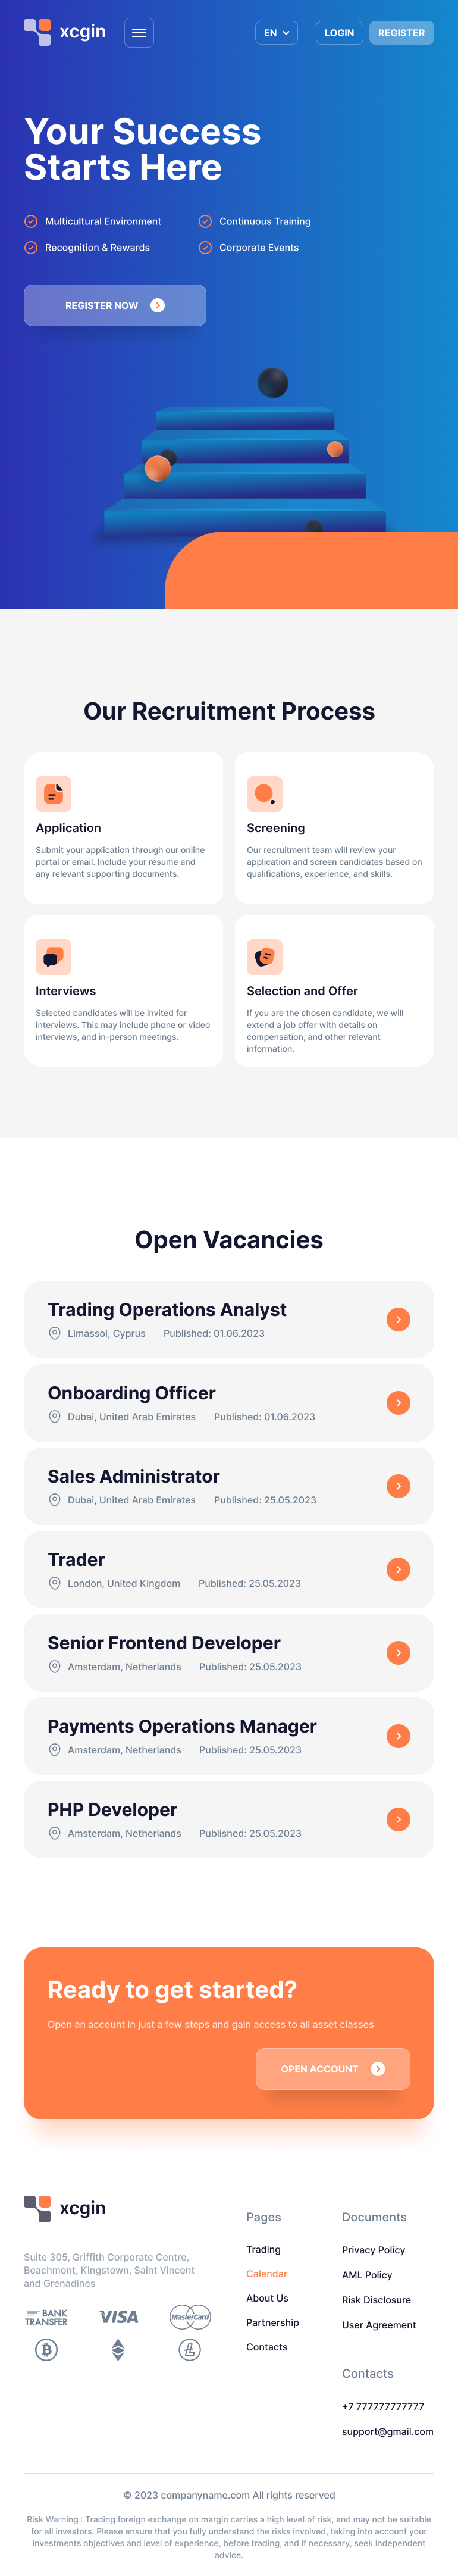 xcgin
EN
LOGIN
REGISTER
Your Success
Starts Here
Multicultural Environment
Continuous Training
Recognition & Rewards
Corporate Events
REGISTER NOW
Our Recruitment Process
Application
Submit your application through our online
portal or email. Include your resume and
any relevant supporting documents.
Screening
Our recruitment team will review your
application and screen candidates based on
qualifications, experience, and skills.
Interviews
Selected candidates will be invited for
interviews. This may include phone or video
interviews, and in-person meetings.
Selection and Offer
If you are the chosen candidate, we will
extend a job offer with details on
compensation, and other relevant
information.
Open Vacancies
Trading Operations Analyst
Limassol, Cyprus Published: 01.06.2023
Onboarding Officer
Dubai, United Arab Emirates Published: 01.06.2023
Sales Administrator
Dubai, United Arab Emirates Published: 25.05.2023
Trader
London, United Kingdom Published: 25.05.2023
Senior Frontend Developer
Amsterdam, Netherlands Published: 25.05.2023
Payments Operations Manager
Amsterdam, Netherlands Published: 25.05.2023
PHP Developer
Amsterdam, Netherlands Published: 25.05.2023
Ready to get started?
Open an account in just a few steps and gain access to all asset classes
OPEN ACCOUNT
xcgin
Suite 305, Griffith Corporate Centre,
Beachmont, Kingstown, Saint Vincent
and Grenadines
BANK
TRANSFER
VISA
MasterCard
Pages
Trading
Calendar
About Us
Partnership
Contacts
Documents
Privacy Policy
AML Policy
Risk Disclosure
User Agreement
Contacts
+7 777777777777
support@gmail.com
© 2023 companyname.com All rights reserved
Risk Warning : Trading foreign exchange on margin carries a high level of risk, and may not be suitable
for all investors. Please ensure that you fully understand the risks involved, taking into account your
investments objectives and level of experience, before trading, and if necessary, seek independent
advice.